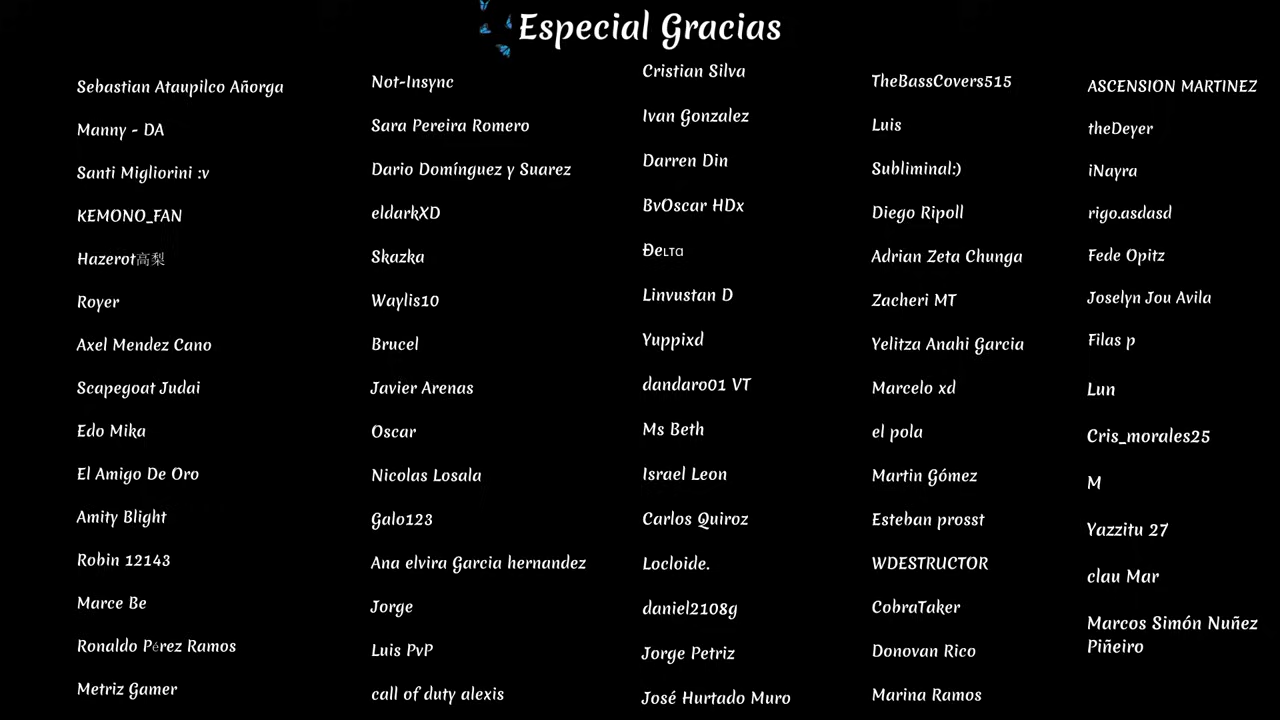 Especial Gracias
Sebastian Ataupilco Añorga
Manny - DA
Santi Migliorini :v
KEMONO_FAN
Hazerot高梨
Royer
Axel Mendez Cano
Scapegoat Judai
Edo Mika
El Amigo De Oro
Amity Blight
Robin 12143
Marce Be
Ronaldo Pérez Ramos
Metriz Gamer
Not-Insync
Sara Pereira Romero
Dario Domínguez y Suarez
eldarkXD
Skazka
Waylis10
Brucel
Javier Arenas
Oscar
Nicolas Losala
Galo123
Ana elvira Garcia hernandez
Jorge
Luis PvP
call of duty alexis
Cristian Silva
Ivan Gonzalez
Darren Din
BvOscar HDx
Ðeʟтɑ
Linvustan D
Yuppixd
dandaro01 VT
Ms Beth
Israel Leon
Carlos Quiroz
Locloide.
daniel2108g
Jorge Petriz
José Hurtado Muro
TheBassCovers515
Luis
Subliminal:)
Diego Ripoll
Adrian Zeta Chunga
Zacheri MT
Yelitza Anahi Garcia
Marcelo xd
el pola
Martin Gómez
Esteban prosst
WDESTRUCTOR
CobraTaker
Donovan Rico
Marina Ramos
ASCENSION MARTINEZ
theDeyer
iNayra
rigo.asdasd
Fede Opitz
Joselyn Jou Avila
Filas p
Lun
Cris_morales25
M
Yazzitu 27
clau Mar
Marcos Simón Nuñez
Piñeiro